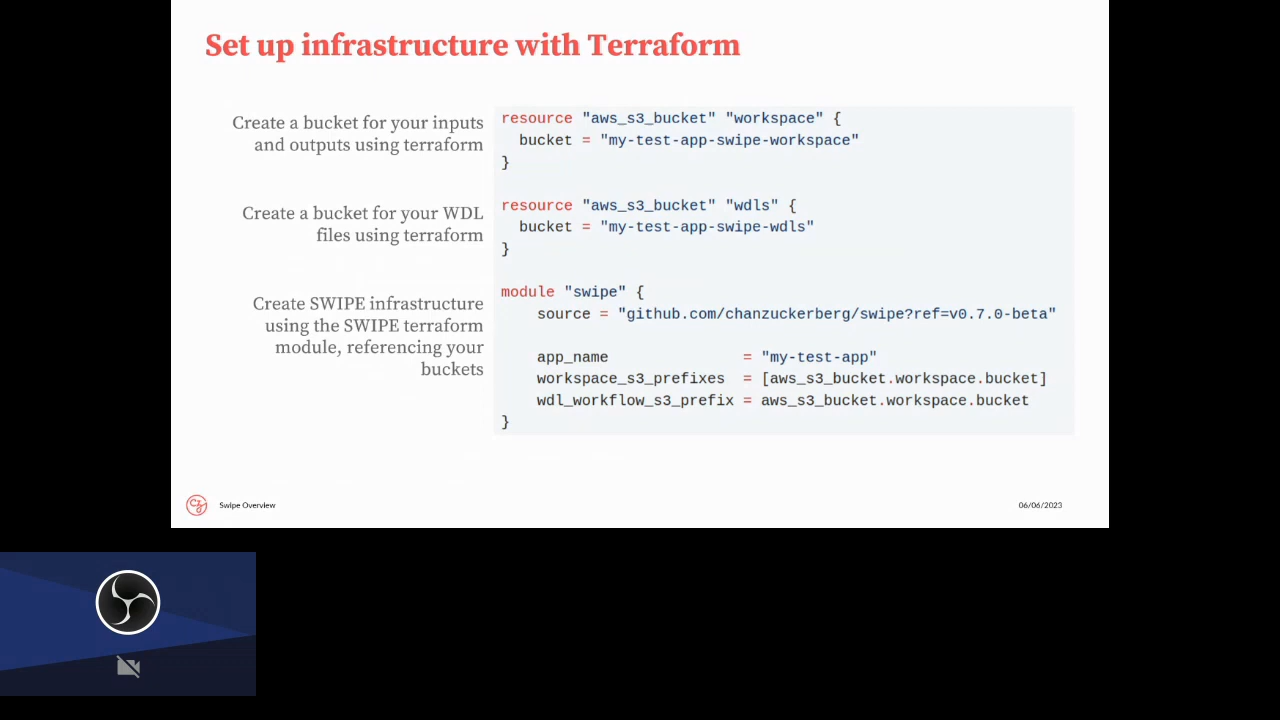 Set up infrastructure with Terraform
Create a bucket for your inputs
and outputs using terraform
Create a bucket for your WDL
files using terraform
Create SWIPE infrastructure
using the SWIPE terraform
module, referencing your
buckets
resource "aws_s3_bucket" "workspace" {
  bucket = "my-test-app-swipe-workspace"
}
resource "aws_s3_bucket" "wdls" {
  bucket = "my-test-app-swipe-wdls"
}
module "swipe" {
    source = "github.com/chanzuckerberg/swipe?ref=v0.7.0-beta"
    app_name               = "my-test-app"
    workspace_s3_prefixes  = [aws_s3_bucket.workspace.bucket]
    wdl_workflow_s3_prefix = aws_s3_bucket.workspace.bucket
}
CZ
Swipe Overview
06/06/2023